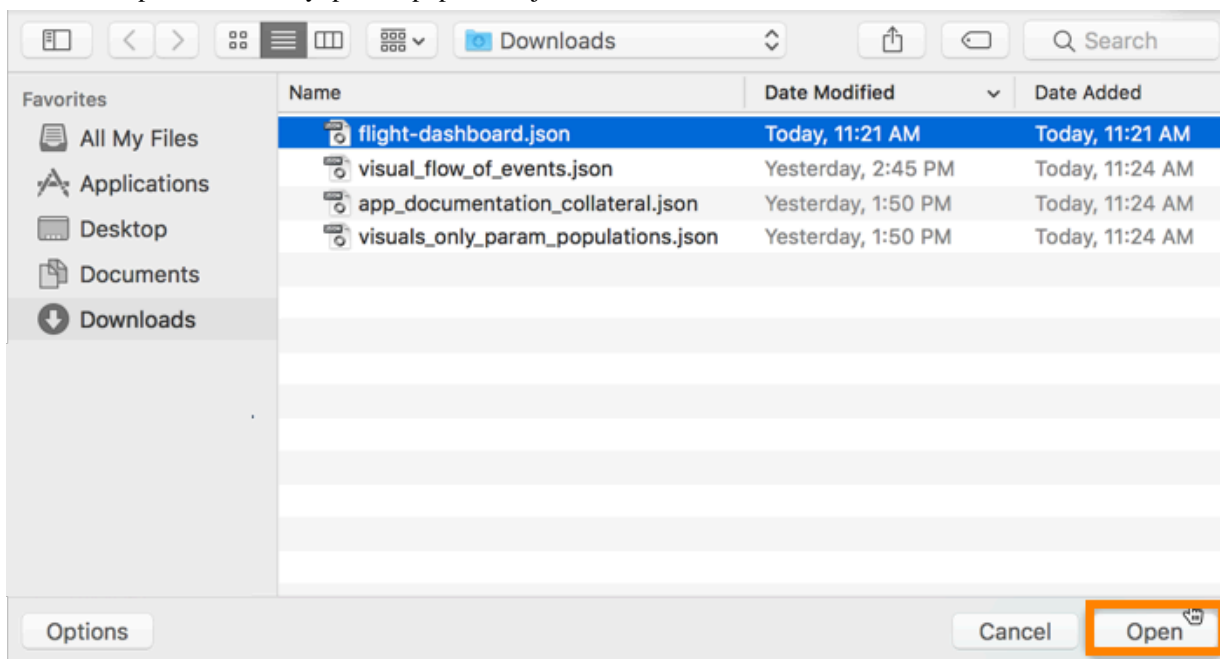 Downloads
Search
Favorites
All My Files
Applications
Desktop
Documents
Downloads
Name Date Modified Date Added
flight-dashboard.json Today, 11:21 AM Today, 11:21 AM
visual_flow_of_events.json Yesterday, 2:45 PM Today, 11:24 AM
app_documentation_collateral.json Yesterday, 1:50 PM Today, 11:24 AM
visuals_only_param_populations.json Yesterday, 1:50 PM Today, 11:24 AM
Options Cancel Open